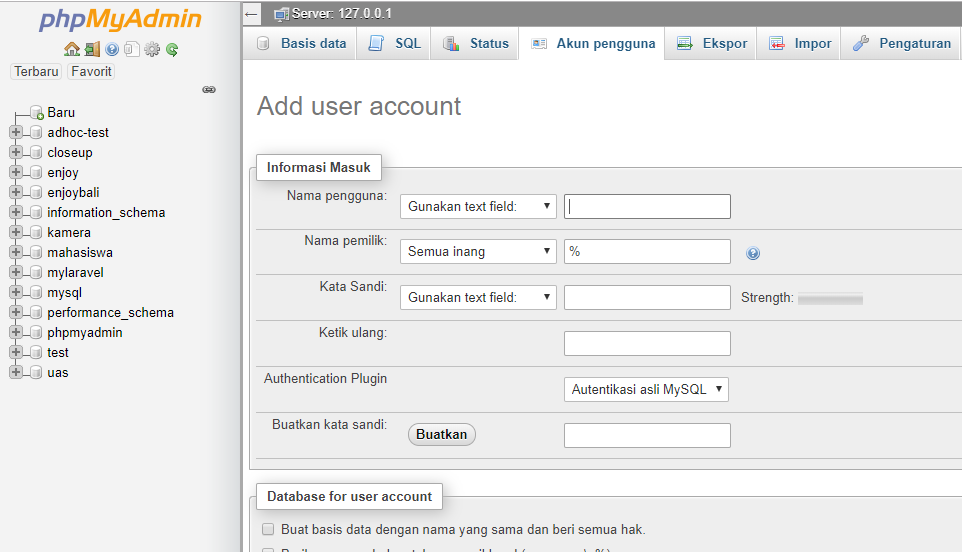 phpMyAdmin
Terbaru Favorit
Baru
adhoc-test
closeup
enjoy
enjoybali
information_schema
kamera
mahasiswa
mylaravel
mysql
performance_schema
phpmyadmin
test
uas
Server: 127.0.0.1
Basis data SQL Status Akun pengguna Ekspor Impor Pengaturan
Add user account
Informasi Masuk
Nama pengguna: Gunakan text field:
Nama pemilik: Semua inang %
Kata Sandi: Gunakan text field: Strength:
Ketik ulang:
Authentication Plugin Autentikasi asli MySQL
Buatkan kata sandi: Buatkan
Database for user account
Buat basis data dengan nama yang sama dan beri semua hak.